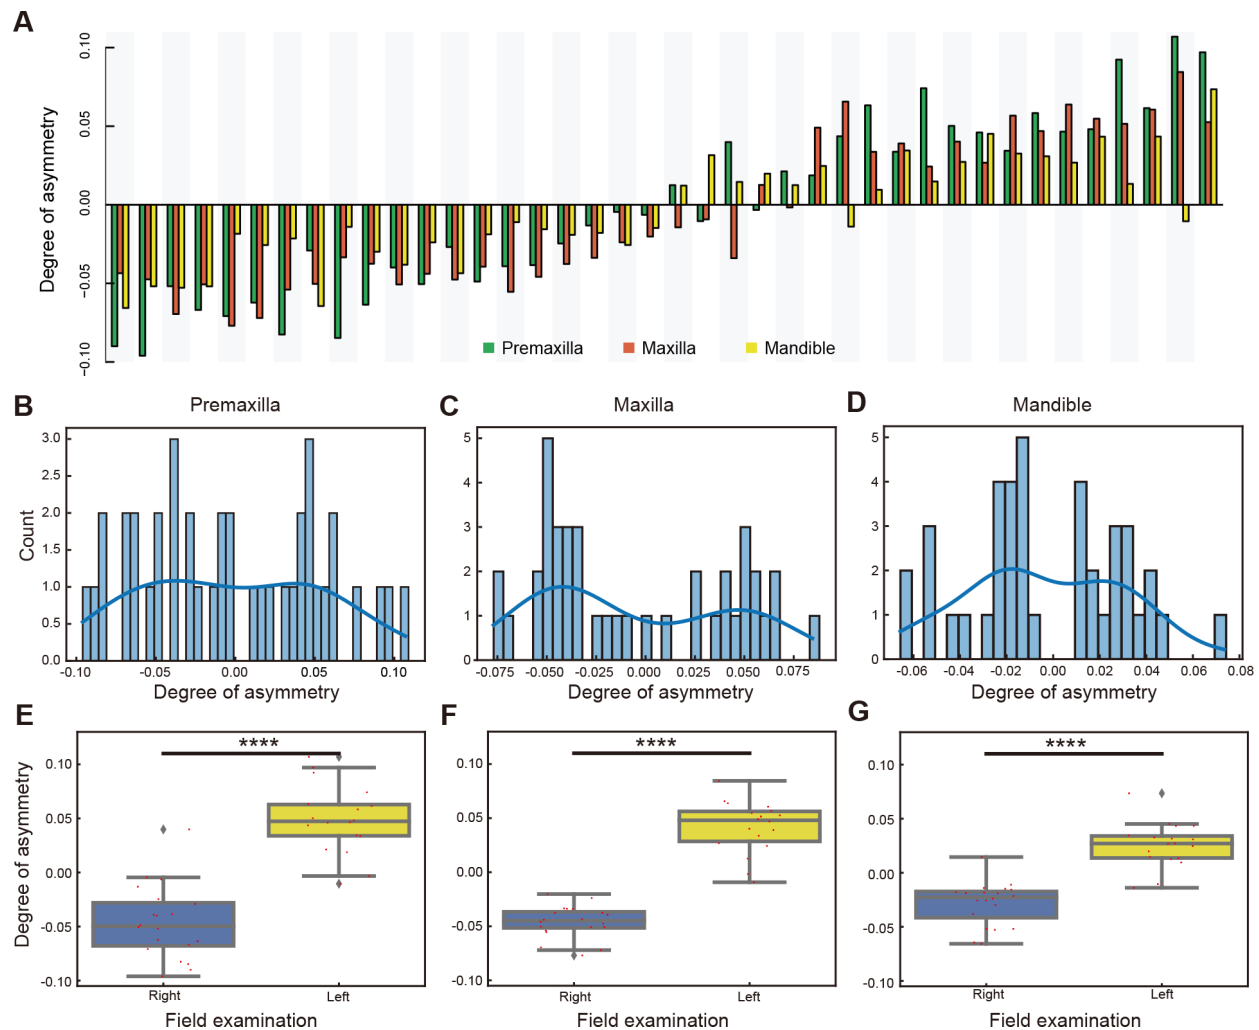 A
Degree of asymmetry
0.10
0.05
0.00
−0.05
−0.10
Premaxilla
Maxilla
Mandible
B
Premaxilla
Count
3.0
2.5
2.0
1.5
1.0
0.5
0.0
-0.10
-0.05
0.00
0.05
0.10
Degree of asymmetry
C
Maxilla
5
4
3
2
1
0
-0.075
-0.050
-0.025
0.000
0.025
0.050
0.075
Degree of asymmetry
D
Mandible
5
4
3
2
1
0
-0.06
-0.04
-0.02
0.00
0.02
0.04
0.06
0.08
Degree of asymmetry
E
Degree of asymmetry
****
0.10
0.05
0.00
-0.05
-0.10
Right
Left
Field examination
F
****
0.10
0.05
0.00
-0.05
-0.10
Right
Left
Field examination
G
****
0.10
0.05
0.00
-0.05
-0.10
Right
Left
Field examination